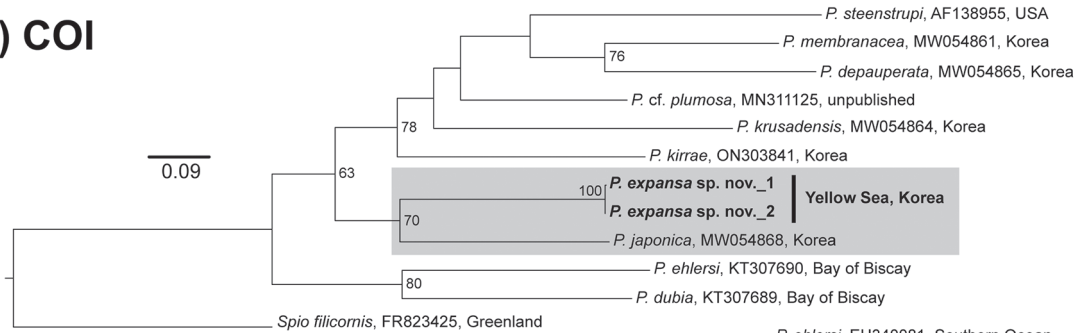 ) COI
P. steenstrupi, AF138955, USA
P. membranacea, MW054861, Korea
76
P. depauperata, MW054865, Korea
P. cf. plumosa, MN311125, unpublished
78
P. krusadensis, MW054864, Korea
P. kirrae, ON303841, Korea
0.09
63
100
P. expansa sp. nov._1
Yellow Sea, Korea
P. expansa sp. nov._2
70
P. japonica, MW054868, Korea
P. ehlersi, KT307690, Bay of Biscay
80
P. dubia, KT307689, Bay of Biscay
Spio filicornis, FR823425, Greenland